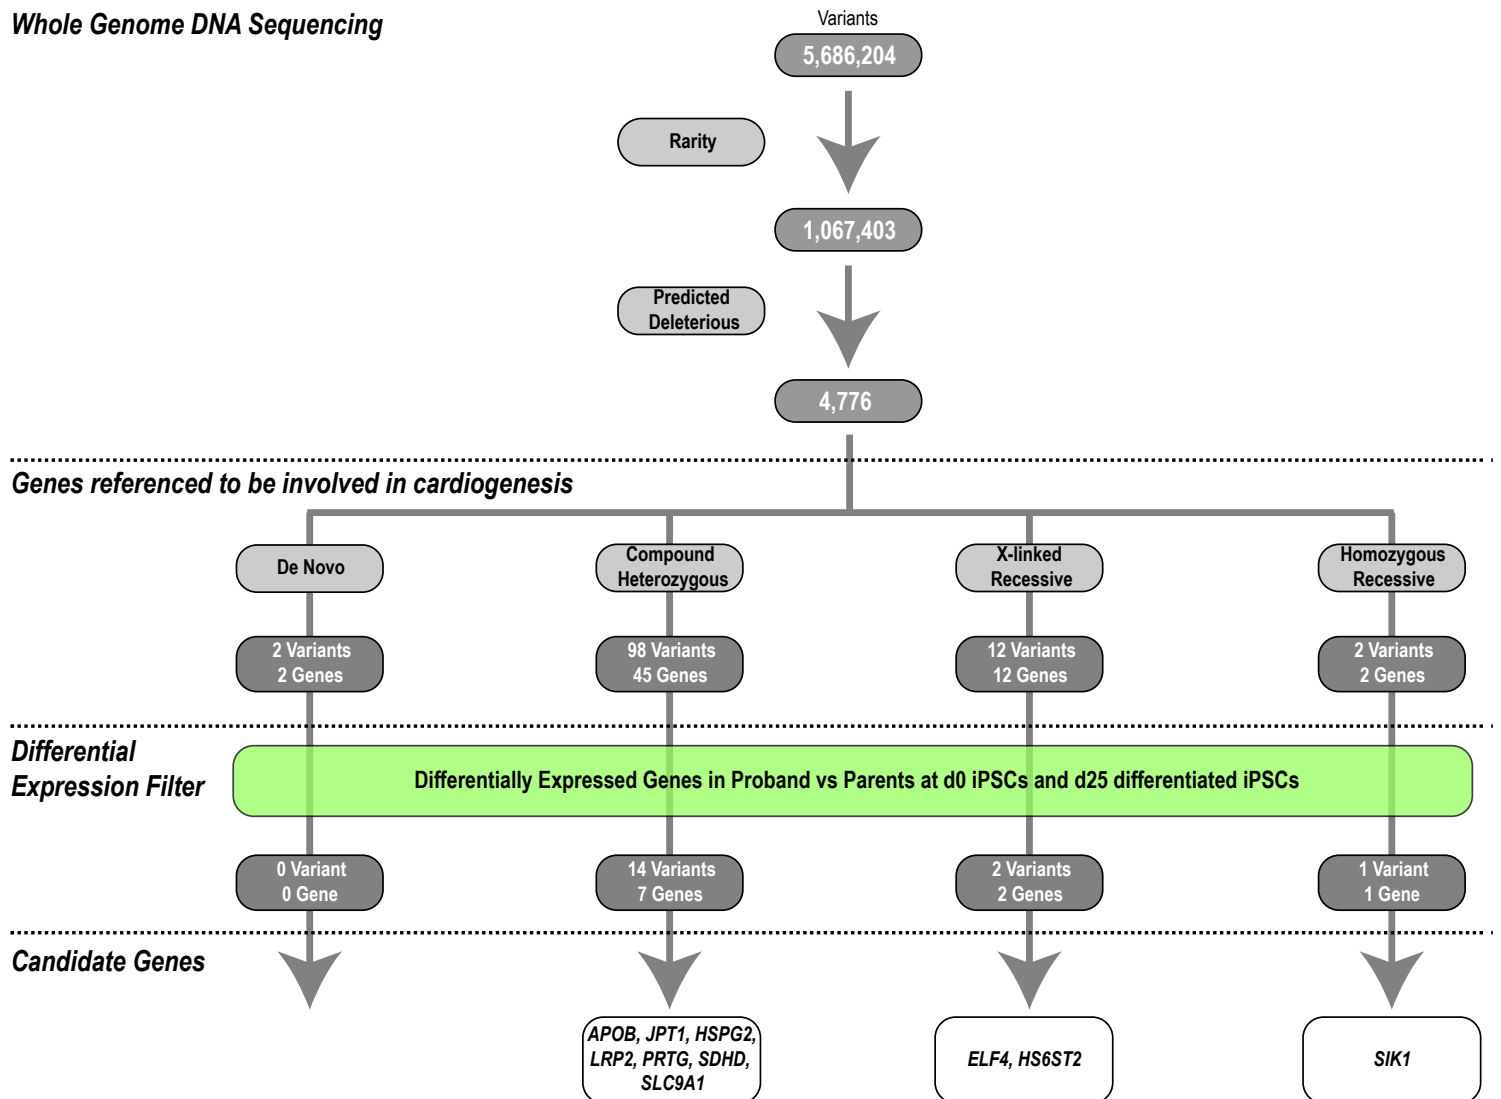 Whole Genome DNA Sequencing
Variants
5,686,204
Rarity
1,067,403
Predicted
Deleterious
4,776
Genes referenced to be involved in cardiogenesis
De Novo
Compound
Heterozygous
X-linked
Recessive
Homozygous
Recessive
2 Variants
2 Genes
98 Variants
45 Genes
12 Variants
12 Genes
2 Variants
2 Genes
Differential
Expression Filter
Differentially Expressed Genes in Proband vs Parents at d0 iPSCs and d25 differentiated iPSCs
0 Variant
0 Gene
14 Variants
7 Genes
2 Variants
2 Genes
1 Variant
1 Gene
Candidate Genes
APOB, JPT1, HSPG2,
LRP2, PRTG, SDHD,
SLC9A1
ELF4, HS6ST2
SIK1